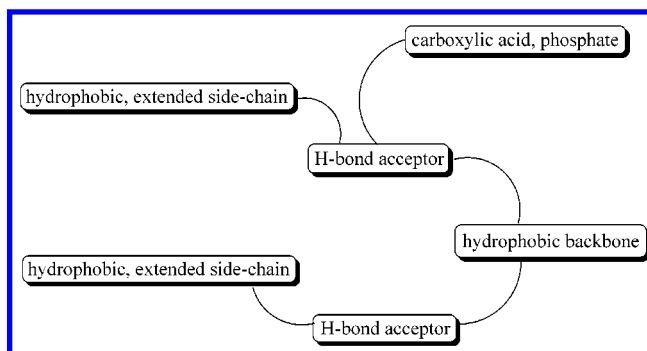 carboxylic acid, phosphate
hydrophobic, extended side-chain
H-bond acceptor
hydrophobic backbone
hydrophobic, extended side-chain
H-bond acceptor